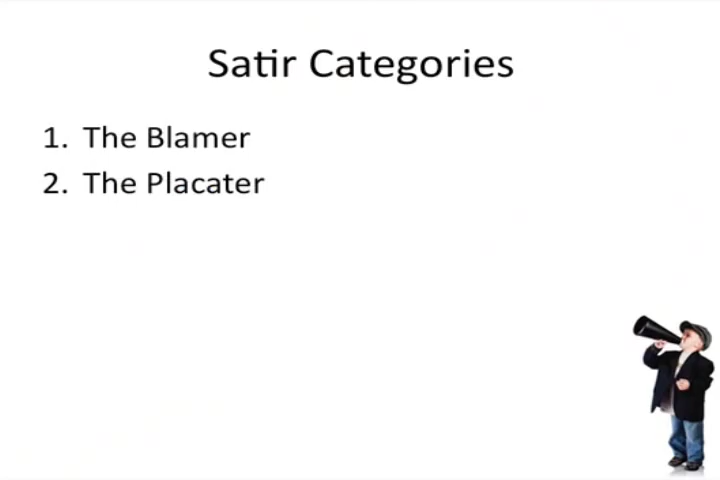 Satir Categories
1. The Blamer
2. The Placater